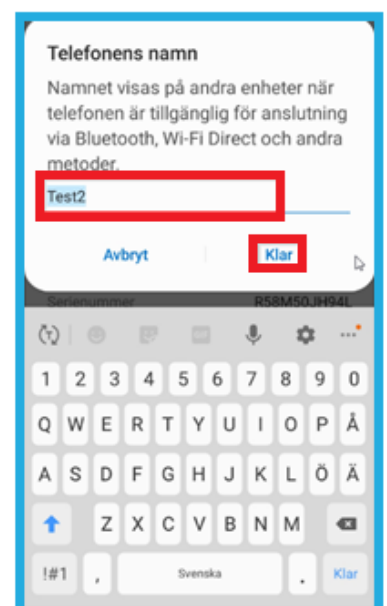 Telefonens namn
Namnet visas på andra enheter när
telefonen är tillgänglig för anslutning
via Bluetooth, Wi-Fi Direct och andra
metoder.
Test2
Avbryt Klar
Serienummer R58M50JH94L
GIF
1 2 3 4 5 6 7 8 9 0
Q W E R T Y U I O P Å
A S D F G H J K L Ö Ä
Z X C V B N M
!#1 , Svenska . Klar